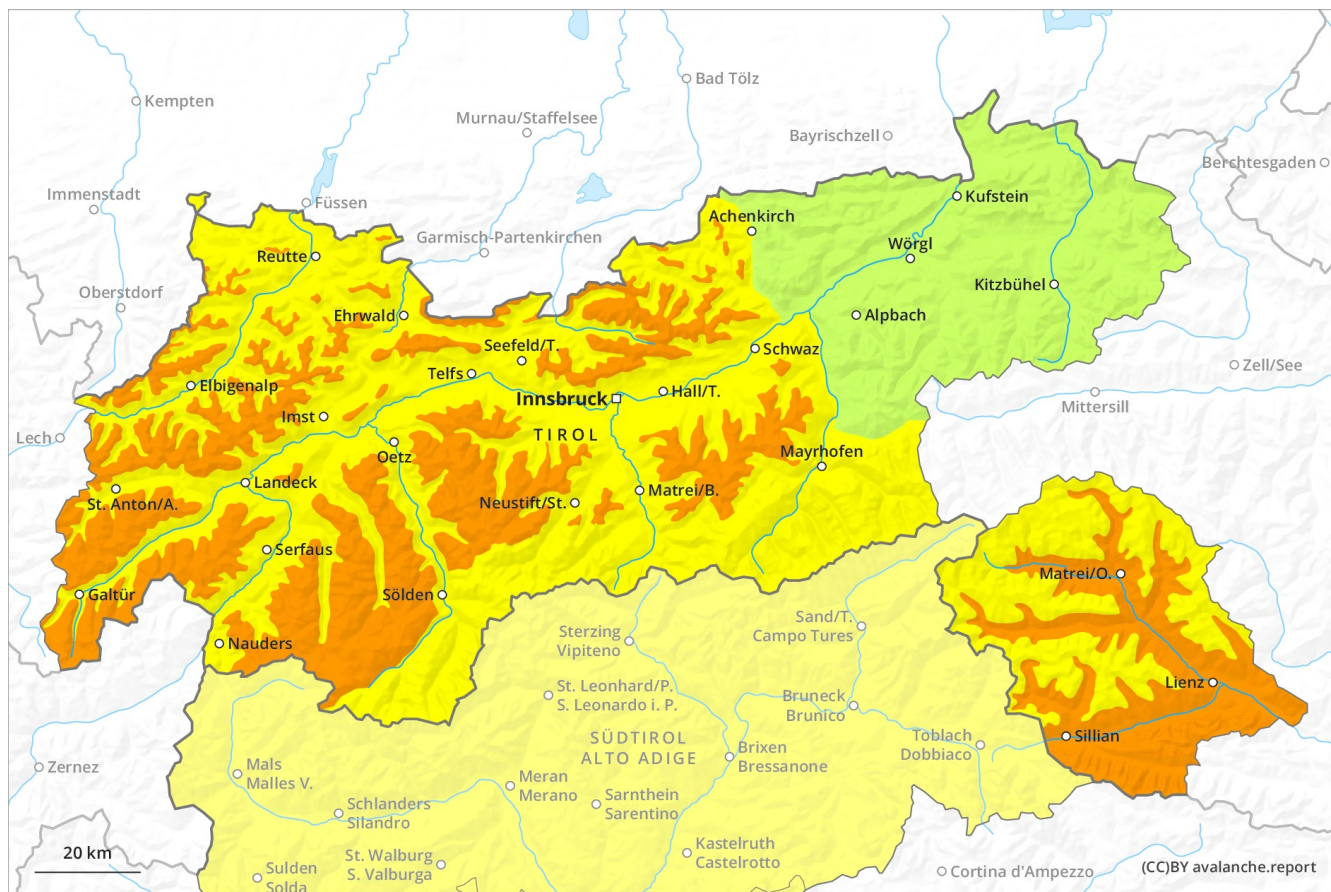 Kempten
Bad Tölz
Murnau/Staffelsee
Bayrischzell
Berchtesgaden
Immenstadt
Füssen
Kufstein
Achenkirch
Garmisch-Partenkirchen
Wörgl
Reutte
Kitzbühel
Oberstdorf
Ehrwald
Alpbach
Seefeld/T.
Schwaz
Zell/See
Telfs
Elbigenalp
Hall/T.
Innsbruck
Mittersill
Imst
Lech
TIROL
Mayrhofen
Oetz
Landeck
Matrei/B.
St. Anton/A.
Neustift/St.
Serfaus
Matrei/O.
Galtür
Sölden
Sand/T.
Campo Tures
Sterzing
Vipiteno
Nauders
Lienz
St. Leonhard/P.
S. Leonardo i. P.
Bruneck
Brunico
Sillian
SÜDTIROL
ALTO ADIGE
Toblach
Dobbiaco
Brixen
Bressanone
Zernez
Mals
Malles V.
Meran
Merano
Sarnthein
Sarentino
Schlanders
Silandro
Kastelruth
Castelrotto
20 km
St. Walburg
S. Valburga
Sulden
Solda
Cortina d'Ampezzo
(CC)BY avalanche.report